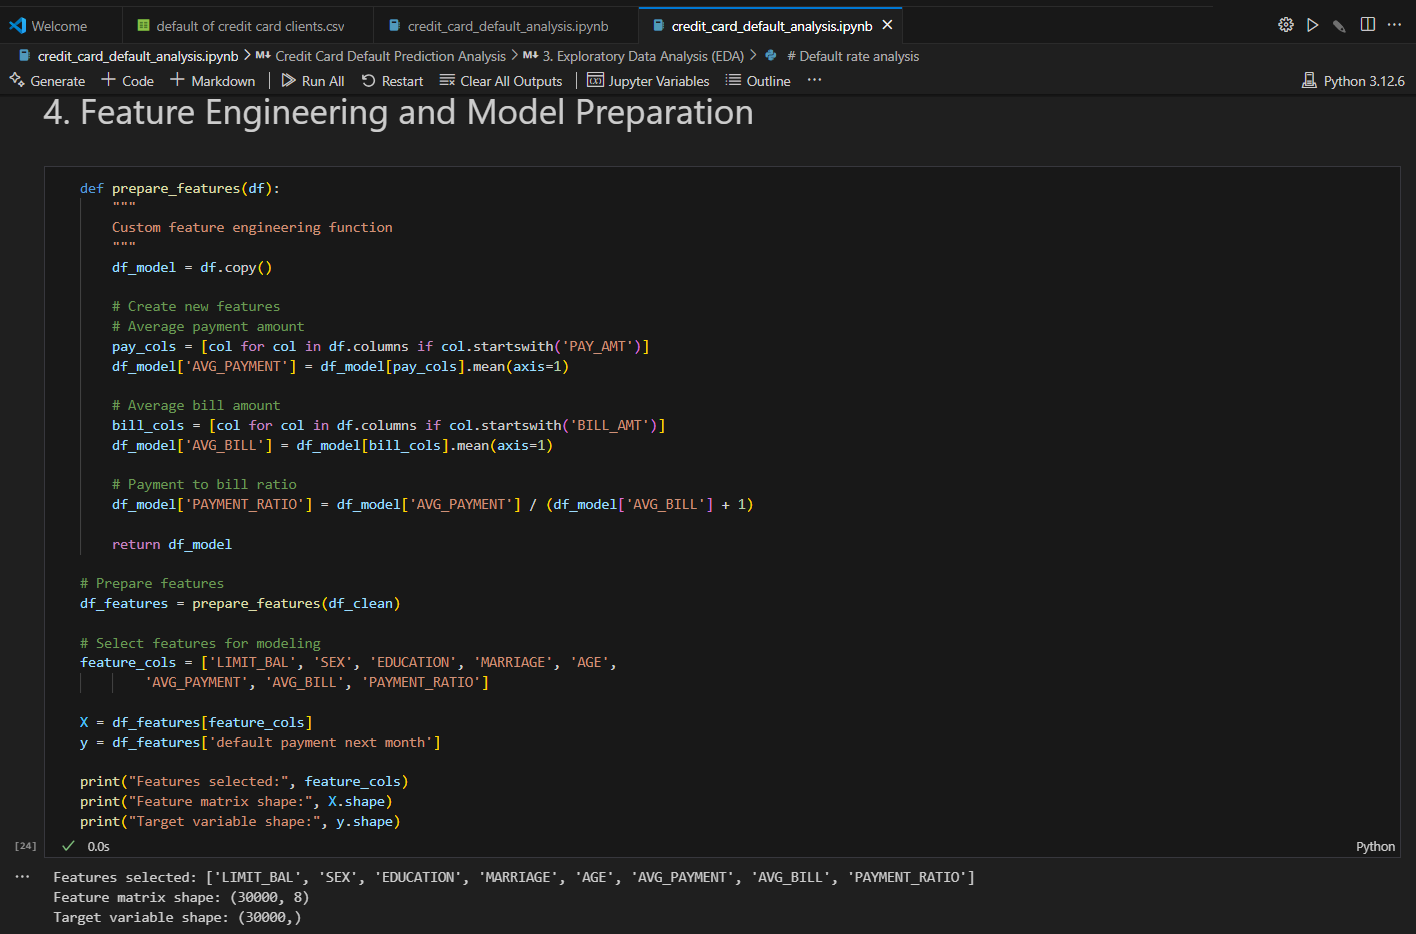 Welcome
default of credit card clients.csv
credit_card_default_analysis.ipynb
credit_card_default_analysis.ipynb
credit_card_default_analysis.ipynb > M↓ Credit Card Default Prediction Analysis > M↓ 3. Exploratory Data Analysis (EDA) > # Default rate analysis
Generate + Code + Markdown | Run All Restart Clear All Outputs | Jupyter Variables Outline ··· Python 3.12.6
4. Feature Engineering and Model Preparation
def prepare_features(df):
    """
    Custom feature engineering function
    """
    df_model = df.copy()
    # Create new features
    # Average payment amount
    pay_cols = [col for col in df.columns if col.startswith('PAY_AMT')]
    df_model['AVG_PAYMENT'] = df_model[pay_cols].mean(axis=1)
    # Average bill amount
    bill_cols = [col for col in df.columns if col.startswith('BILL_AMT')]
    df_model['AVG_BILL'] = df_model[bill_cols].mean(axis=1)
    # Payment to bill ratio
    df_model['PAYMENT_RATIO'] = df_model['AVG_PAYMENT'] / (df_model['AVG_BILL'] + 1)
    return df_model
# Prepare features
df_features = prepare_features(df_clean)
# Select features for modeling
feature_cols = ['LIMIT_BAL', 'SEX', 'EDUCATION', 'MARRIAGE', 'AGE',
        'AVG_PAYMENT', 'AVG_BILL', 'PAYMENT_RATIO']
X = df_features[feature_cols]
y = df_features['default payment next month']
print("Features selected:", feature_cols)
print("Feature matrix shape:", X.shape)
print("Target variable shape:", y.shape)
[24] ✓ 0.0s Python
··· Features selected: ['LIMIT_BAL', 'SEX', 'EDUCATION', 'MARRIAGE', 'AGE', 'AVG_PAYMENT', 'AVG_BILL', 'PAYMENT_RATIO']
Feature matrix shape: (30000, 8)
Target variable shape: (30000,)